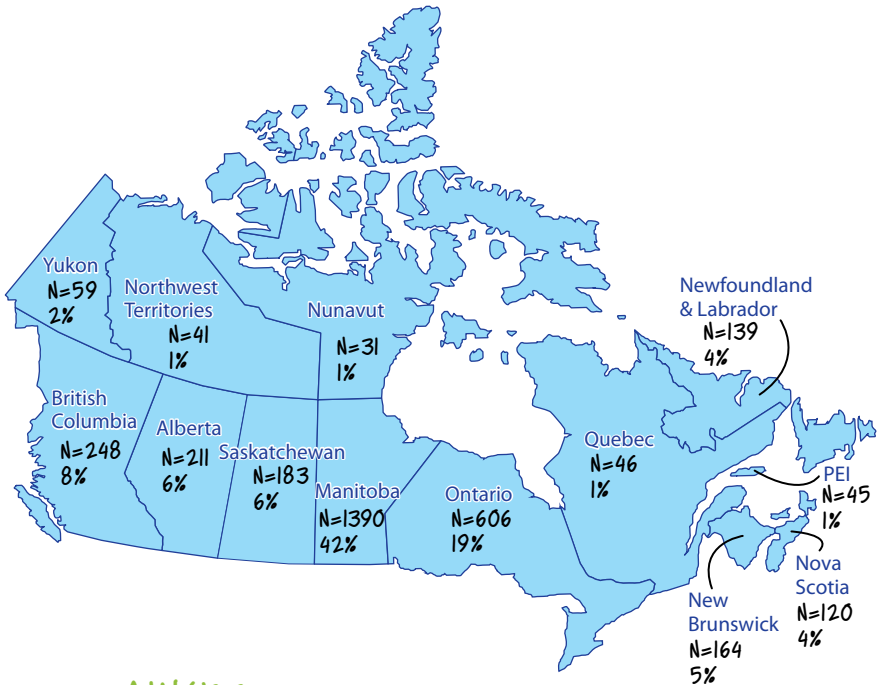 Yukon
N=59
2%
Northwest
Territories
N=41
1%
Nunavut
N=31
1%
Newfoundland
& Labrador
N=139
4%
British
Columbia
N=248
8%
Alberta
N=211
6%
Saskatchewan
N=183
6%
Manitoba
N=1390
42%
Ontario
N=606
19%
Quebec
N=46
1%
PEI
N=45
1%
Nova
Scotia
N=120
4%
New
Brunswick
N=164
5%